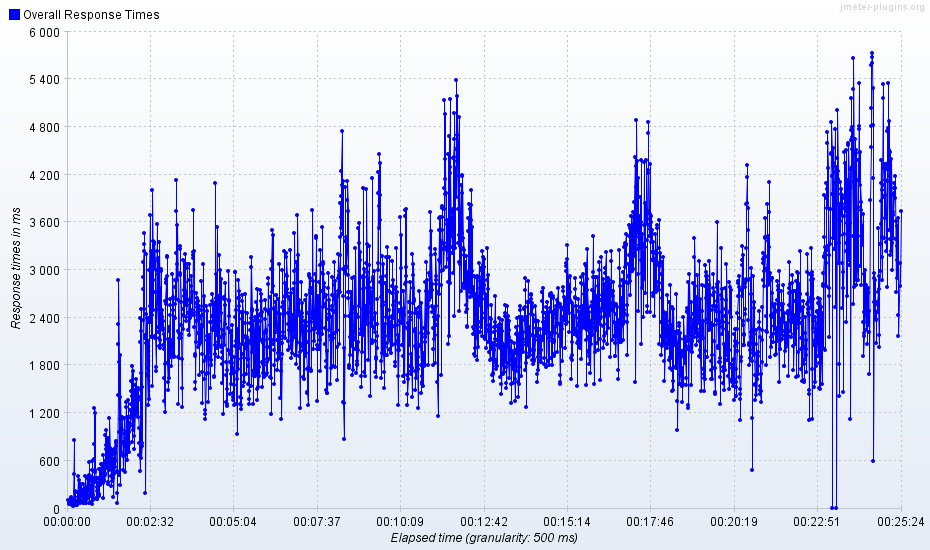 jmeter-plugins.org
Overall Response Times
6 000
5 400
4 800
4 200
3 600
3 000
2 400
1 800
1 200
600
0
Response times in ms
00:00:00 00:02:32 00:05:04 00:07:37 00:10:09 00:12:42 00:15:14 00:17:46 00:20:19 00:22:51 00:25:24
Elapsed time (granularity: 500 ms)